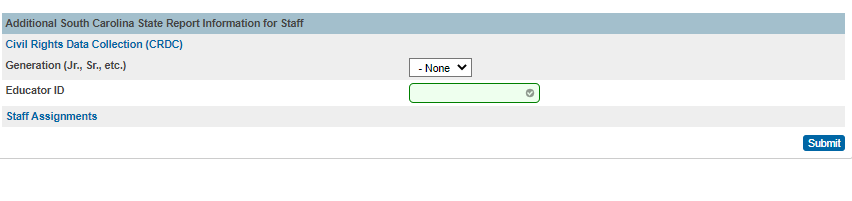 Additional South Carolina State Report Information for Staff
Civil Rights Data Collection (CRDC)
Generation (Jr., Sr., etc.) - None
Educator ID
Staff Assignments
Submit